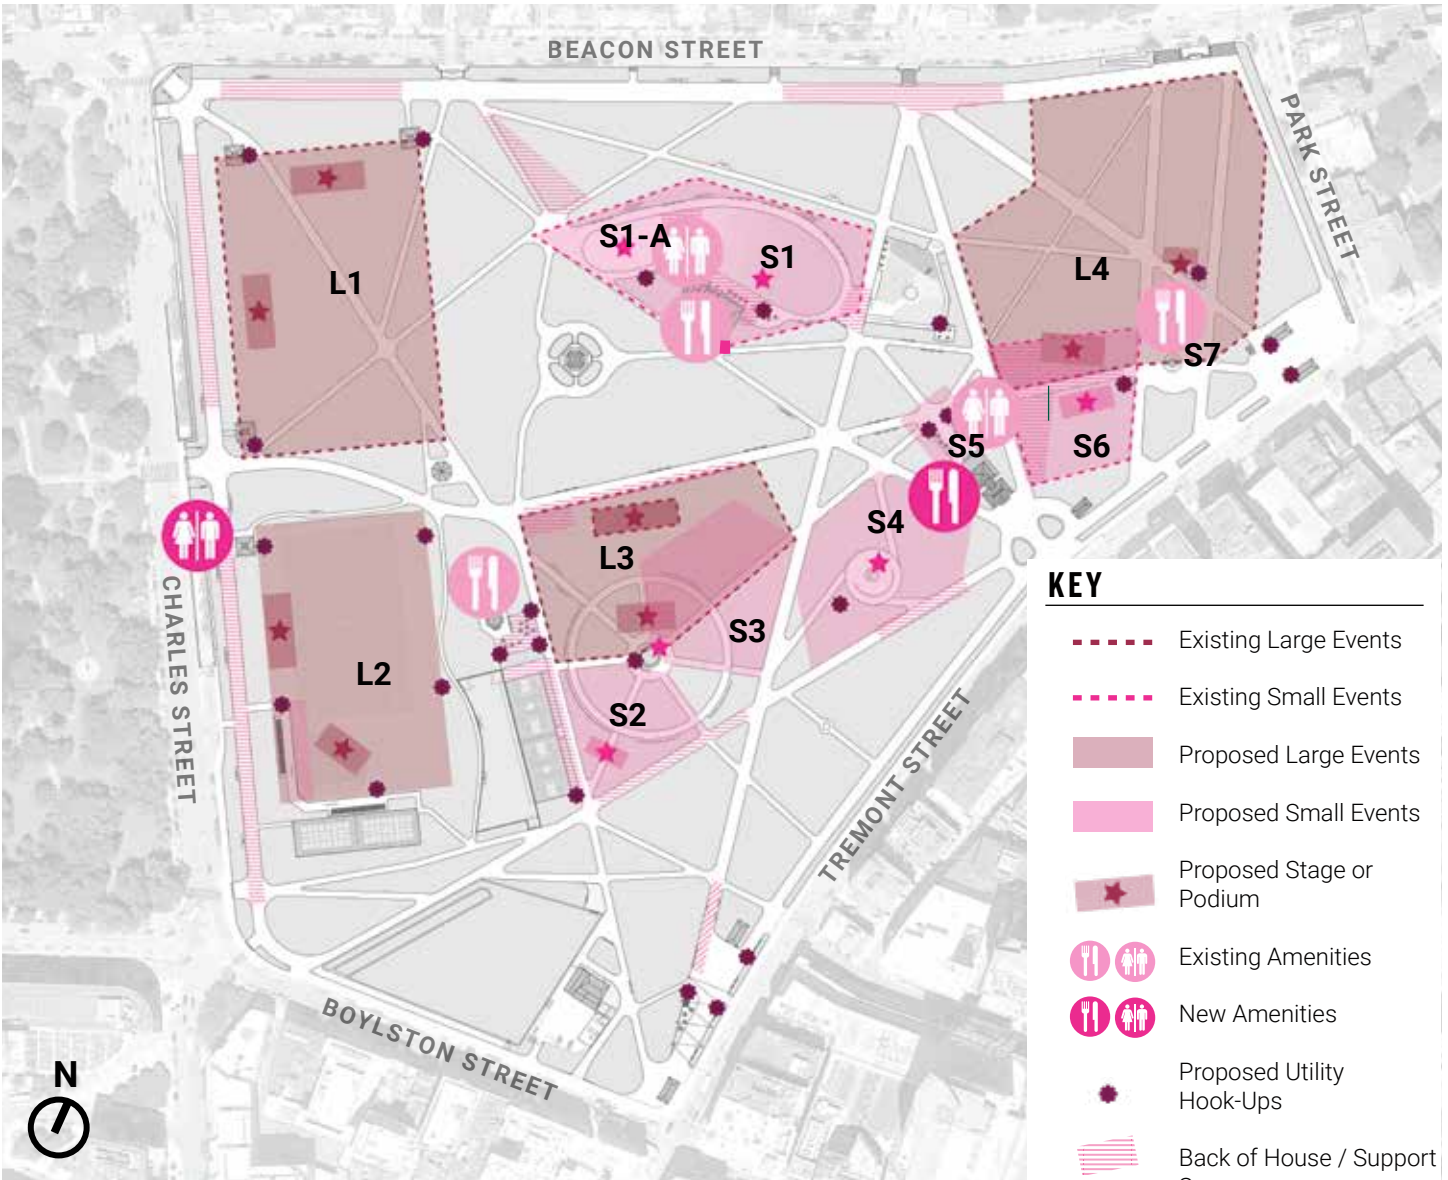 BEACON STREET
PARK STREET
S1-A
S1
L4
L1
S7
S5
S6
S4
L3
S3
L2
S2
CHARLES STREET
TREMONT STREET
BOYLSTON STREET
N
KEY
Existing Large Events
Existing Small Events
Proposed Large Events
Proposed Small Events
Proposed Stage or
Podium
Existing Amenities
New Amenities
Proposed Utility
Hook-Ups
Back of House / Support